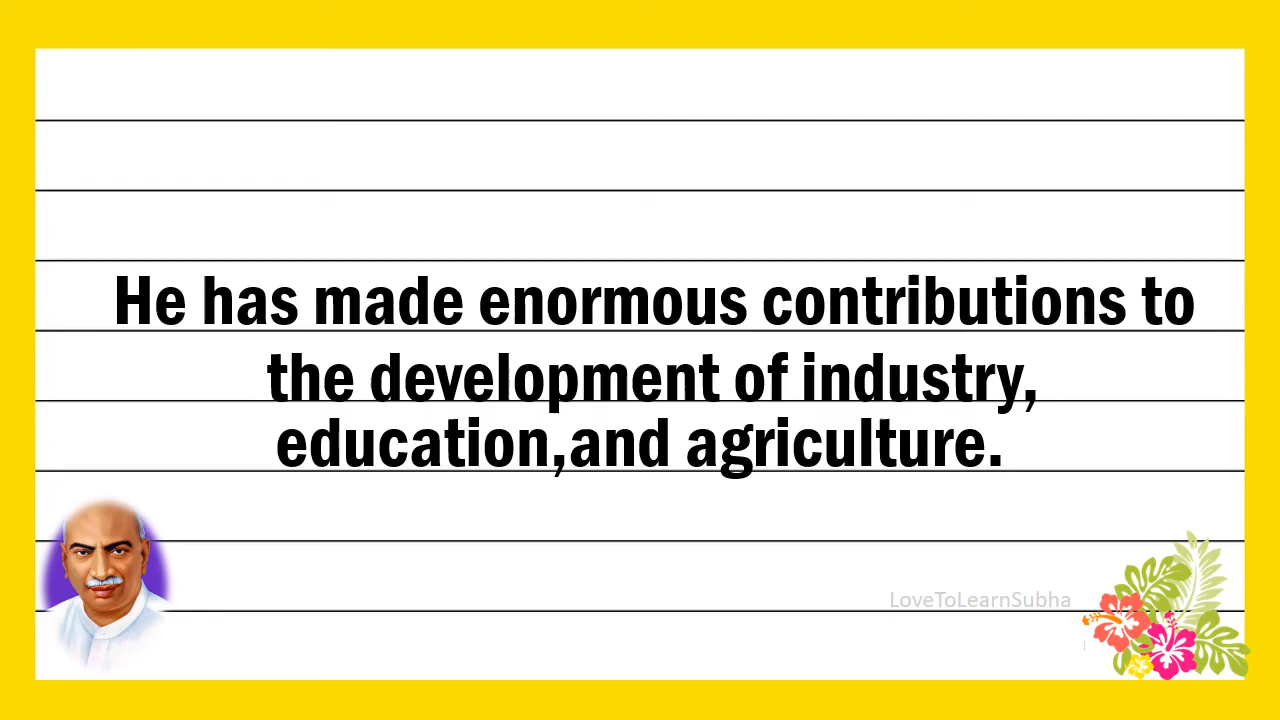 He has made enormous contributions to
the development of industry,
education,and agriculture.
LoveToLearnSubha